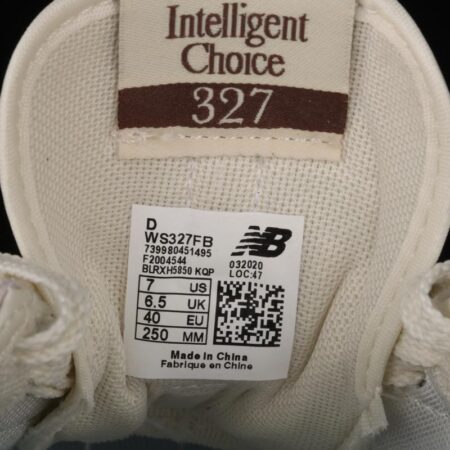 Intelligent
Choice
327
D
WS327FB
739980451495
F2004544
BLRXH5850 KQP
NB
032020
LOC:47
7 US
6.5 UK
40 EU
250 MM
Made in China
Fabrique en Chine